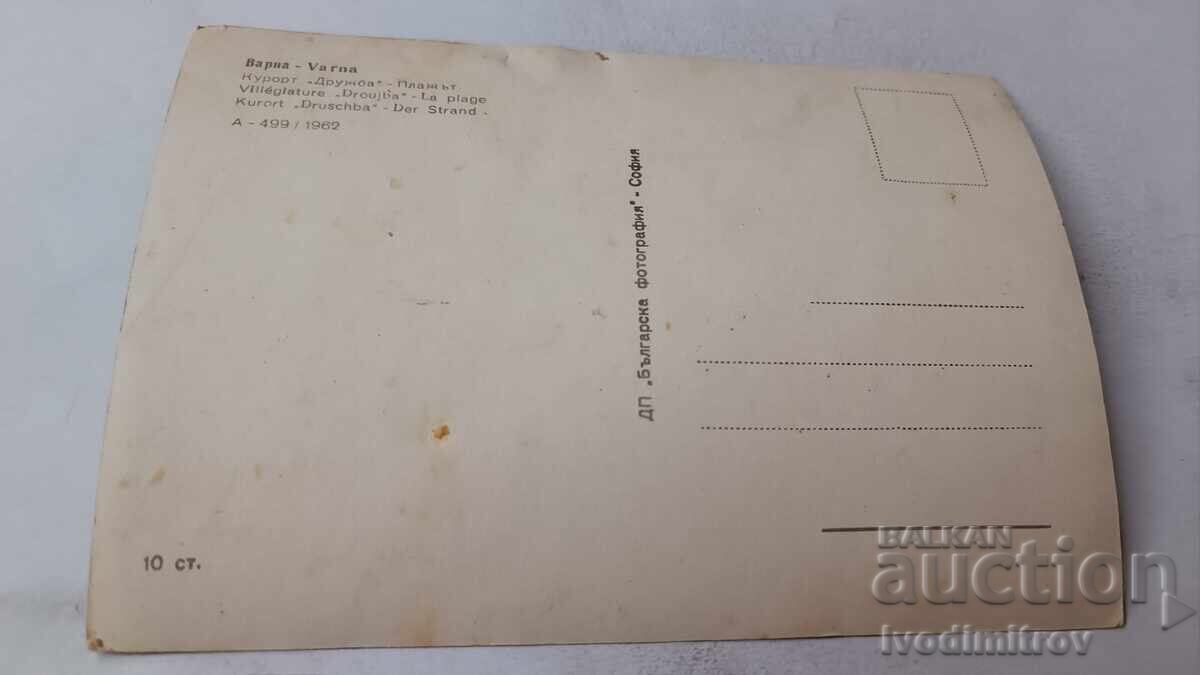 Варна - Varna
Курорт „Дружба" - Плажът
Villéglature „Droujba" - La plage
Kurort „Druschba" - Der Strand.
А - 499 / 1962
ДП „Българска фотография" - София
10 ст.
BALKAN
auction
Ivodimitrov